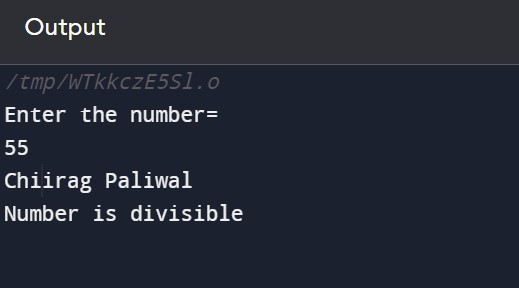 Output
/tmp/WTkkczE5Sl.o
Enter the number=
55
Chiirag Paliwal
Number is divisible